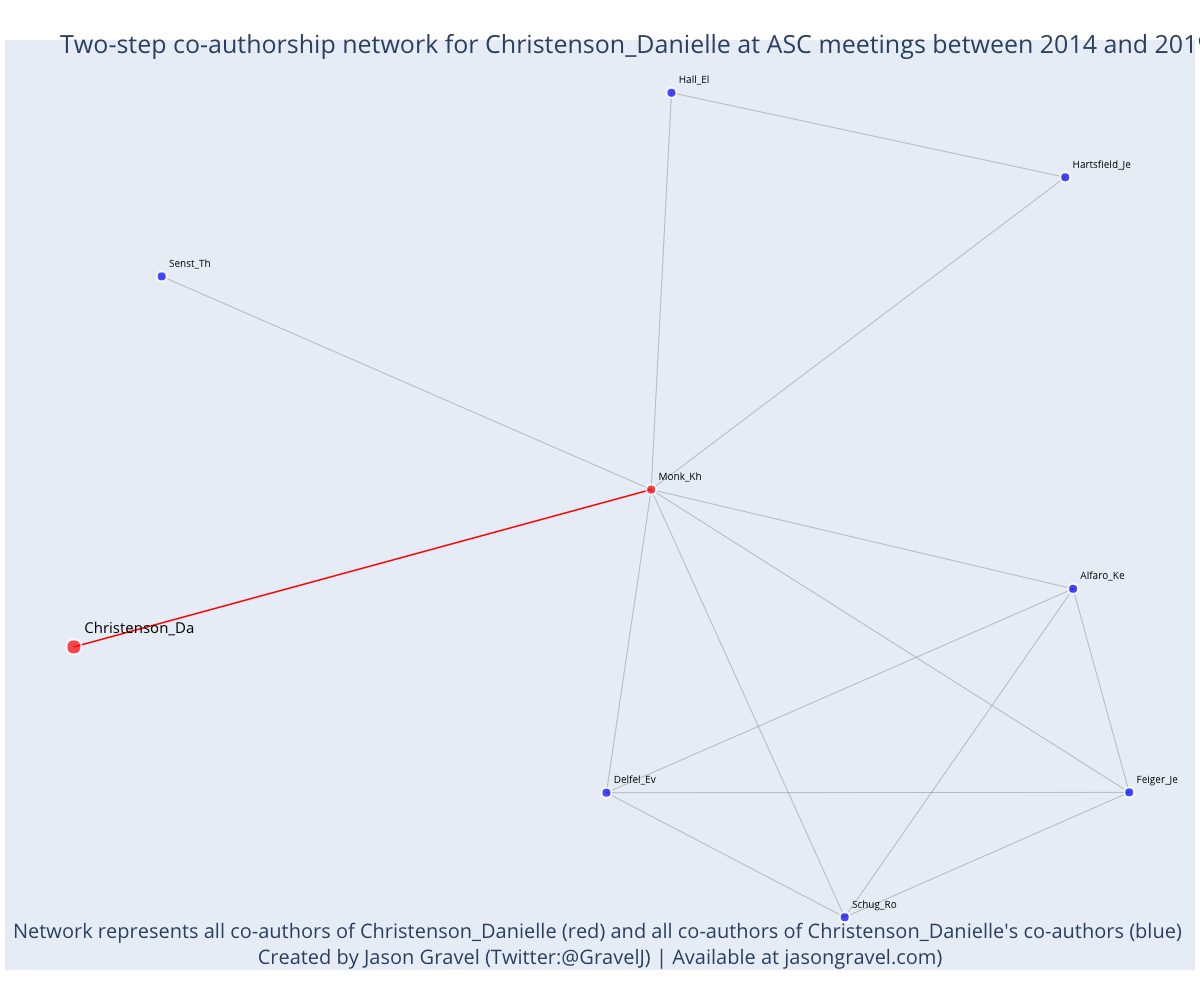 Two-step co-authorship network for Christenson_Danielle at ASC meetings between 2014 and 2019
Hall_El
Hartsfield_Je
Senst_Th
Monk_Kh
Alfaro_Ke
Christenson_Da
Delfel_Ev
Feiger_Je
Schug_Ro
Network represents all co-authors of Christenson_Danielle (red) and all co-authors of Christenson_Danielle's co-authors (blue)
Created by Jason Gravel (Twitter:@GravelJ) | Available at jasongravel.com)